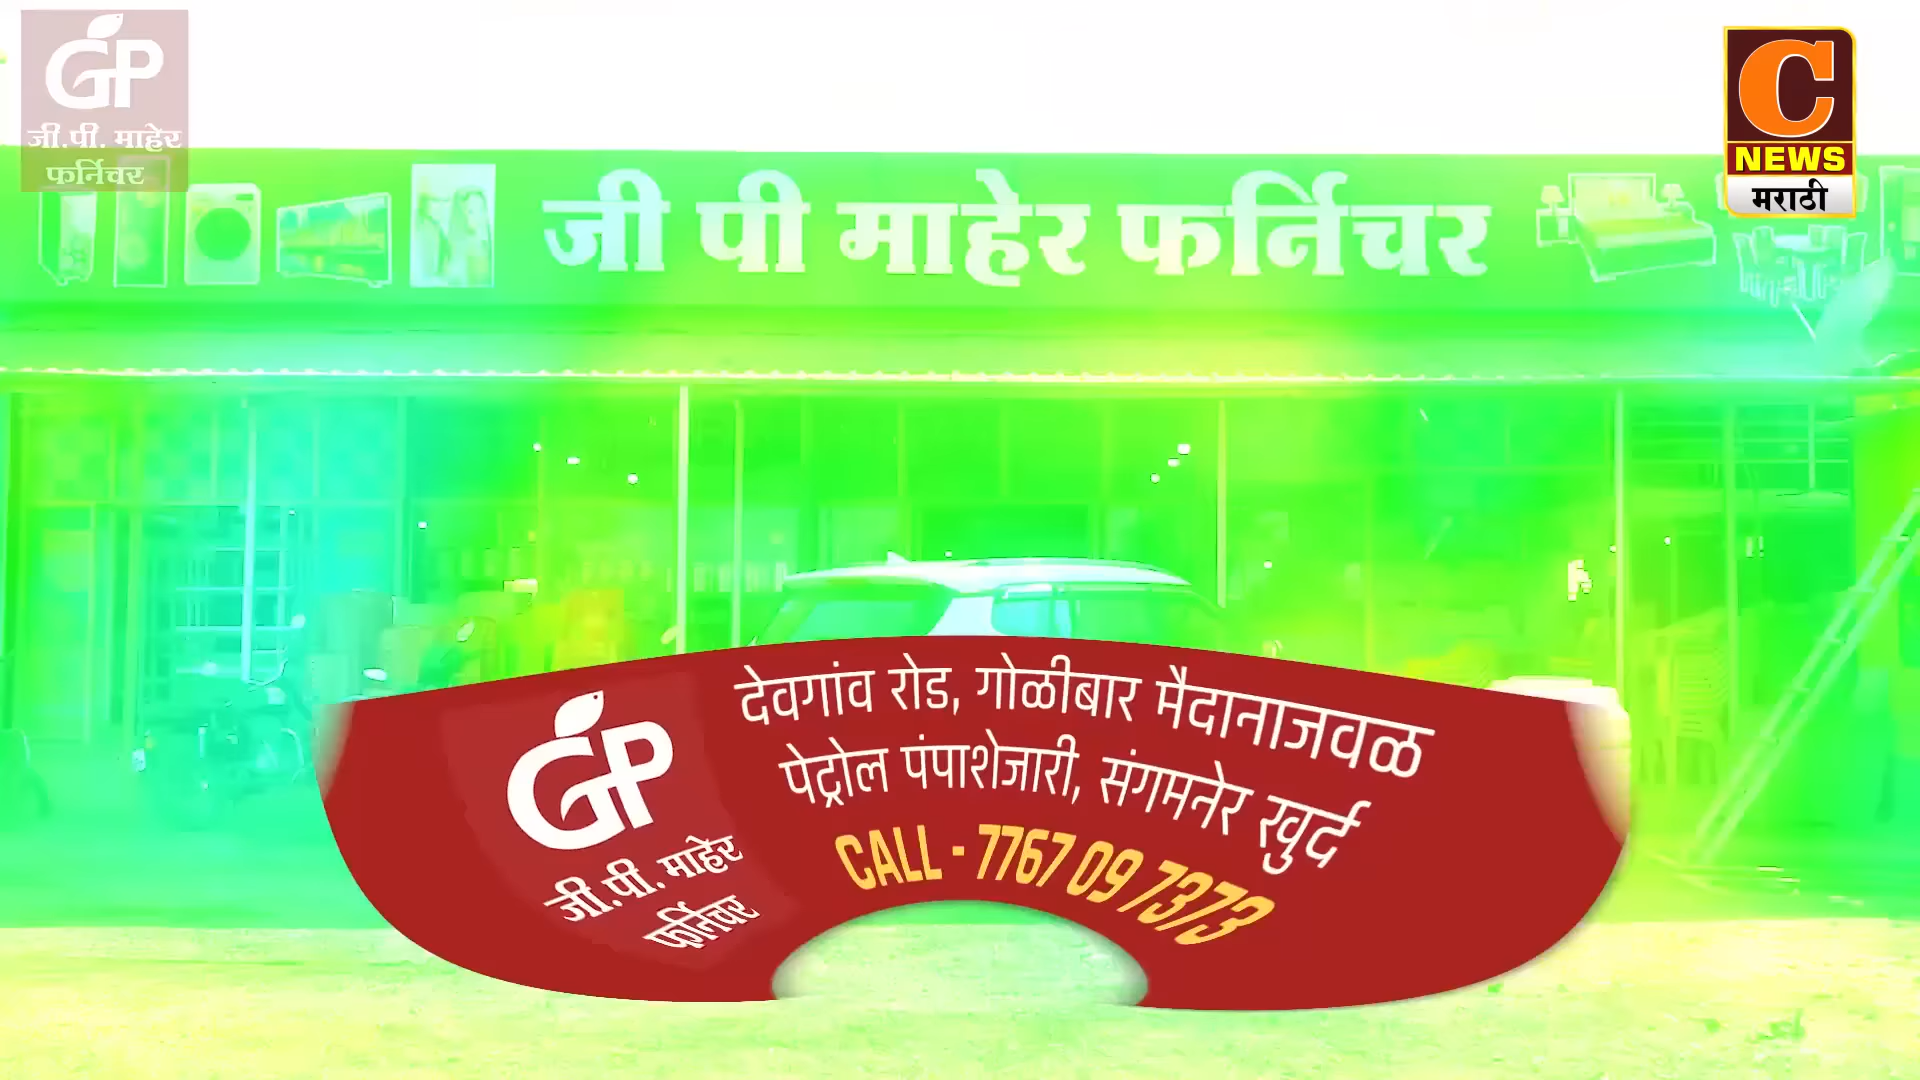 GP
जी.पी. माहेर
फर्निचर
C
NEWS
मराठी
जी पी माहेर फर्निचर
देवगांव रोड, गोळीबार मैदानाजवळ
पेट्रोल पंपाशेजारी, संगमनेर खुर्द
CALL - 7767 09 7373
GP
जी.पी. माहेर
फर्निचर